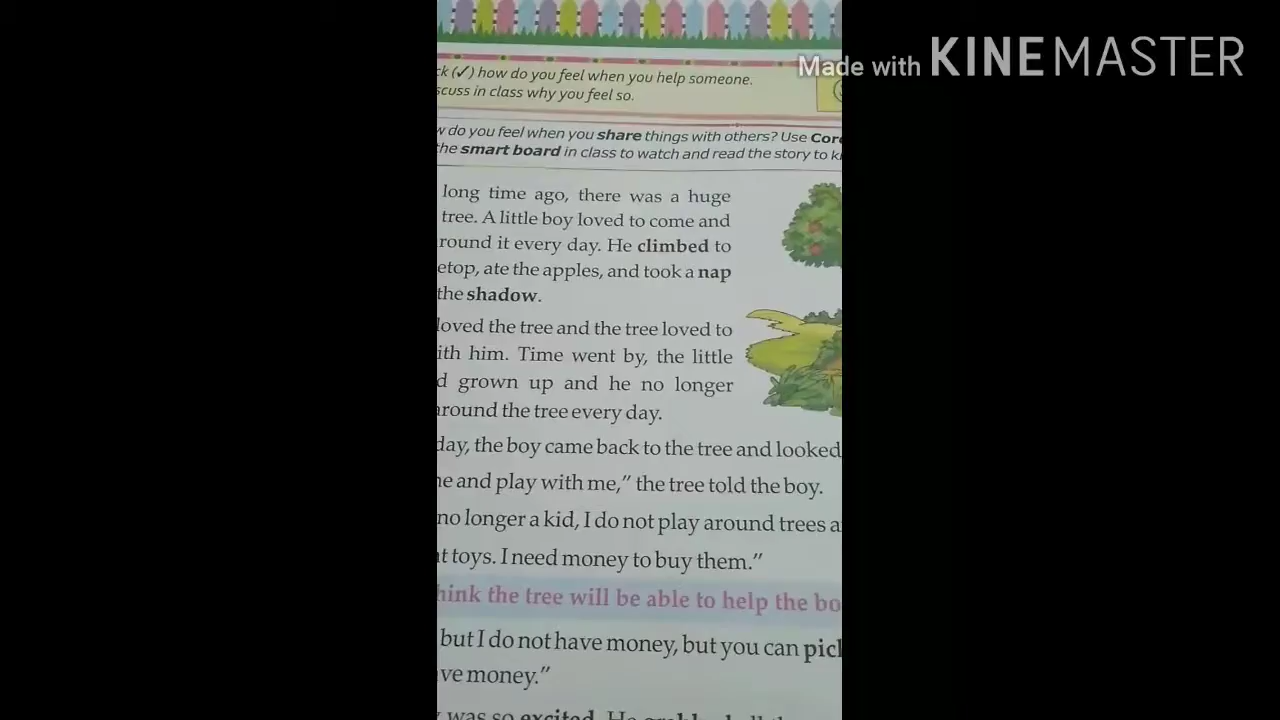 Made with KINEMASTER
ck (✓) how do you feel when you help someone.
scuss in class why you feel so.
w do you feel when you share things with others? Use Cor
the smart board in class to watch and read the story to k
long time ago, there was a huge
tree. A little boy loved to come and
round it every day. He climbed to
etop, ate the apples, and took a nap
the shadow.
loved the tree and the tree loved to
ith him. Time went by, the little
d grown up and he no longer
around the tree every day.
day, the boy came back to the tree and looked
ne and play with me," the tree told the boy.
no longer a kid, I do not play around trees a
t toys. I need money to buy them."
hink the tree will be able to help the bo
but I do not have money, but you can pick
ve money."
was so excited. He